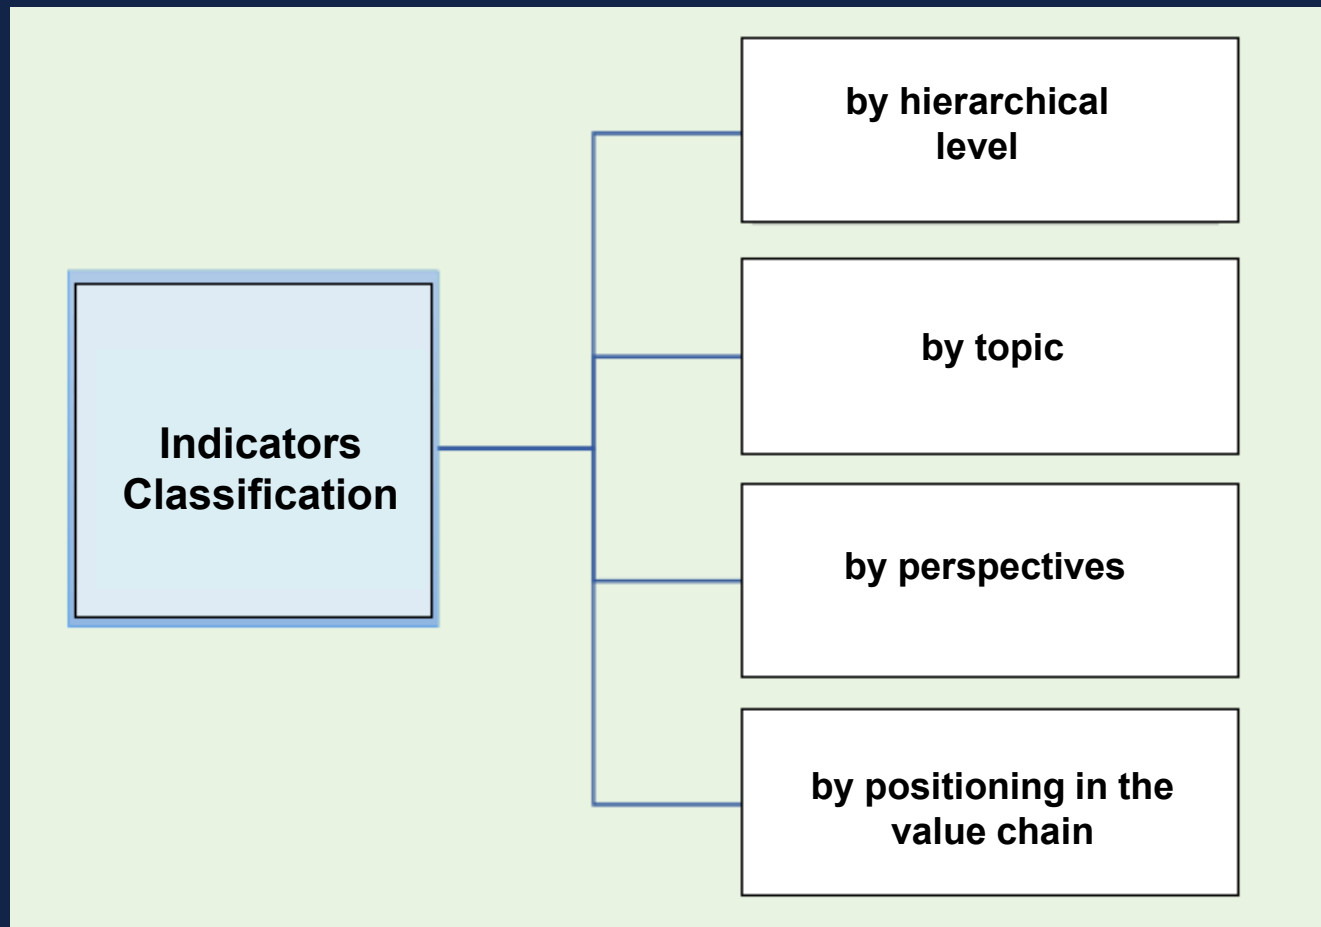 by hierarchical
level
by topic
Indicators
Classification
by perspectives
by positioning in the
value chain